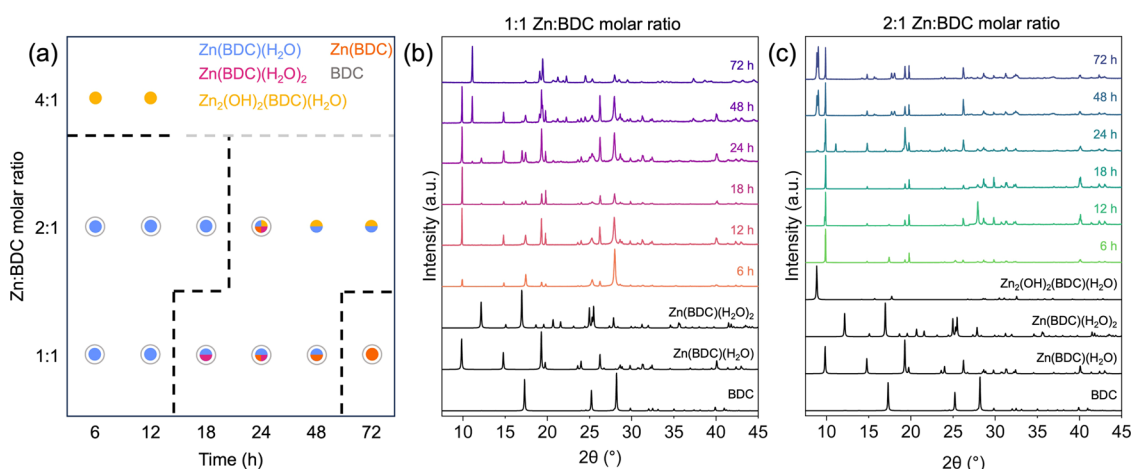 (a)
Zn(BDC)(H₂O) Zn(BDC)
Zn(BDC)(H₂O)₂ BDC
Zn₂(OH)₂(BDC)(H₂O)
Zn:BDC molar ratio
4:1
2:1
1:1
6 12 18 24 48 72
Time (h)
(b)
1:1 Zn:BDC molar ratio
Intensity (a.u.)
72 h
48 h
24 h
18 h
12 h
6 h
Zn(BDC)(H₂O)₂
Zn(BDC)(H₂O)
BDC
10 15 20 25 30 35 40 45
2θ (°)
(c)
2:1 Zn:BDC molar ratio
Intensity (a.u.)
72 h
48 h
24 h
18 h
12 h
6 h
Zn₂(OH)₂(BDC)(H₂O)
Zn(BDC)(H₂O)₂
Zn(BDC)(H₂O)
BDC
10 15 20 25 30 35 40 45
2θ (°)